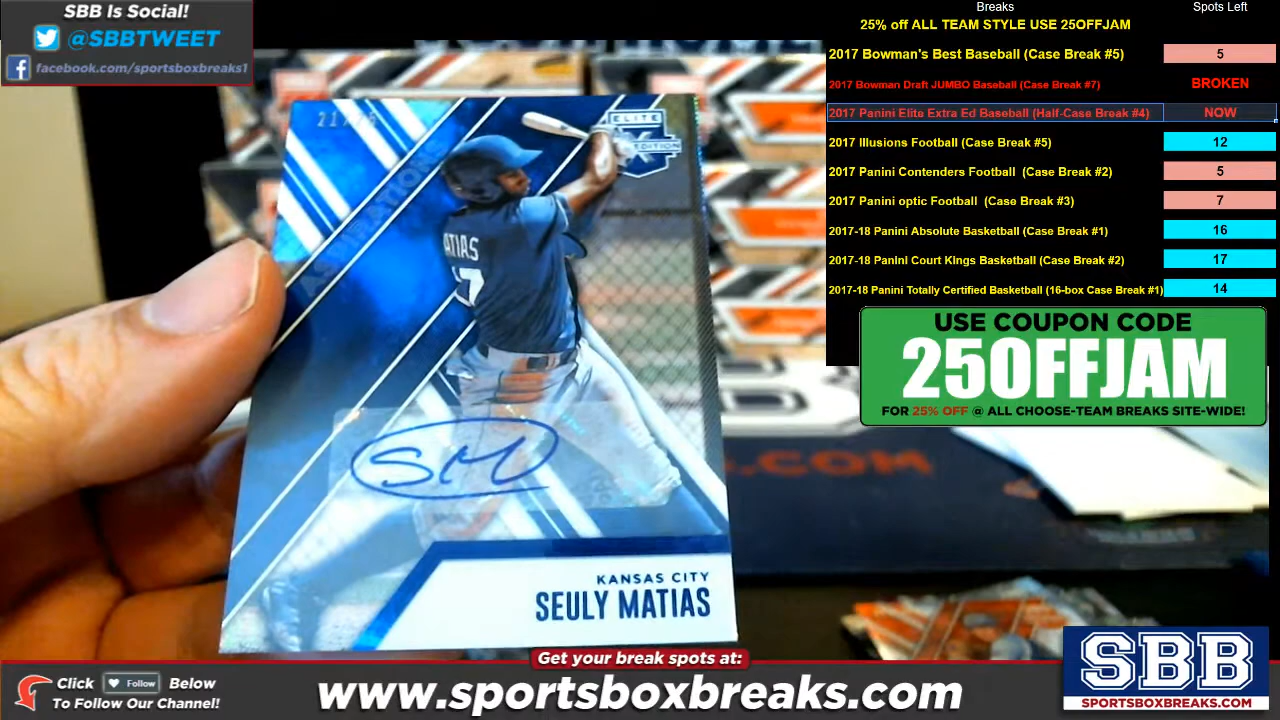 SBB Is Social!
@SBBTWEET
facebook.com/sportsboxbreaks1
Breaks Spots Left
25% off ALL TEAM STYLE USE 25OFFJAM
2017 Bowman's Best Baseball (Case Break #5) 5
2017 Bowman Draft JUMBO Baseball (Case Break #7) BROKEN
2017 Panini Elite Extra Ed Baseball (Half-Case Break #4) NOW
2017 Illusions Football (Case Break #5) 12
2017 Panini Contenders Football (Case Break #2) 5
2017 Panini optic Football (Case Break #3) 7
2017-18 Panini Absolute Basketball (Case Break #1) 16
2017-18 Panini Court Kings Basketball (Case Break #2) 17
2017-18 Panini Totally Certified Basketball (16-box Case Break #1) 14
USE COUPON CODE
25OFFJAM
FOR 25% OFF @ ALL CHOOSE-TEAM BREAKS SITE-WIDE!
ELITE
ATIAS
SM
KANSAS CITY
SEULY MATIAS
Get your break spots at:
Click Follow Below
To Follow Our Channel!
www.sportsboxbreaks.com
SBB
SPORTSBOXBREAKS.COM